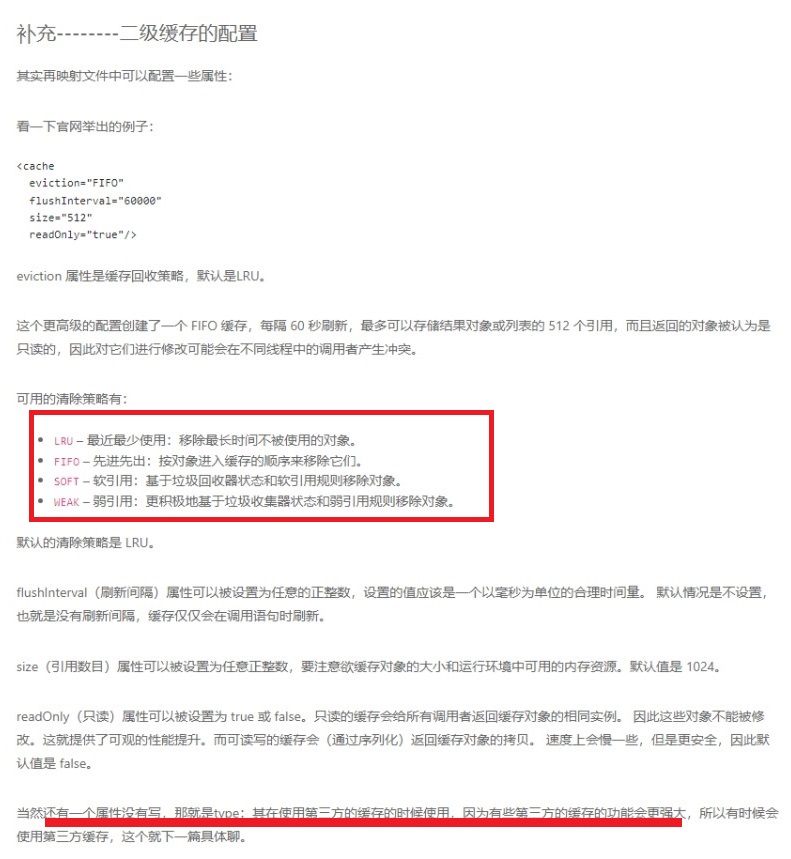 补充--------二级缓存的配置
其实再映射文件中可以配置一些属性：
看一下官网举出的例子：
<cache
eviction="FIFO"
flushInterval="60000"
size="512"
readOnly="true"/>
eviction 属性是缓存回收策略，默认是LRU。
这个更高级的配置创建了一个 FIFO 缓存，每隔 60 秒刷新，最多可以存储结果对象或列表的 512 个引用，而且返回的对象被认为是
只读的，因此对它们进行修改可能会在不同线程中的调用者产生冲突。
可用的清除策略有：
LRU – 最近最少使用：移除最长时间不被使用的对象。
FIFO – 先进先出：按对象进入缓存的顺序来移除它们。
SOFT – 软引用：基于垃圾回收器状态和软引用规则移除对象。
WEAK – 弱引用：更积极地基于垃圾收集器状态和弱引用规则移除对象。
默认的清除策略是 LRU。
flushInterval（刷新间隔）属性可以被设置为任意的正整数，设置的值应该是一个以毫秒为单位的合理时间量。 默认情况是不设置，
也就是没有刷新间隔，缓存仅仅会在调用语句时刷新。
size（引用数目）属性可以被设置为任意正整数，要注意欲缓存对象的大小和运行环境中可用的内存资源。默认值是 1024。
readOnly（只读）属性可以被设置为 true 或 false。只读的缓存会给所有调用者返回缓存对象的相同实例。 因此这些对象不能被修
改。这就提供了可观的性能提升。而可读写的缓存会（通过序列化）返回缓存对象的拷贝。 速度上会慢一些，但是更安全，因此默
认值是 false。
当然还有一个属性没有写，那就是type；其在使用第三方的缓存的时候使用，因为有些第三方的缓存的功能会更强大，所以有时候会
使用第三方缓存，这个就下一篇具体聊。